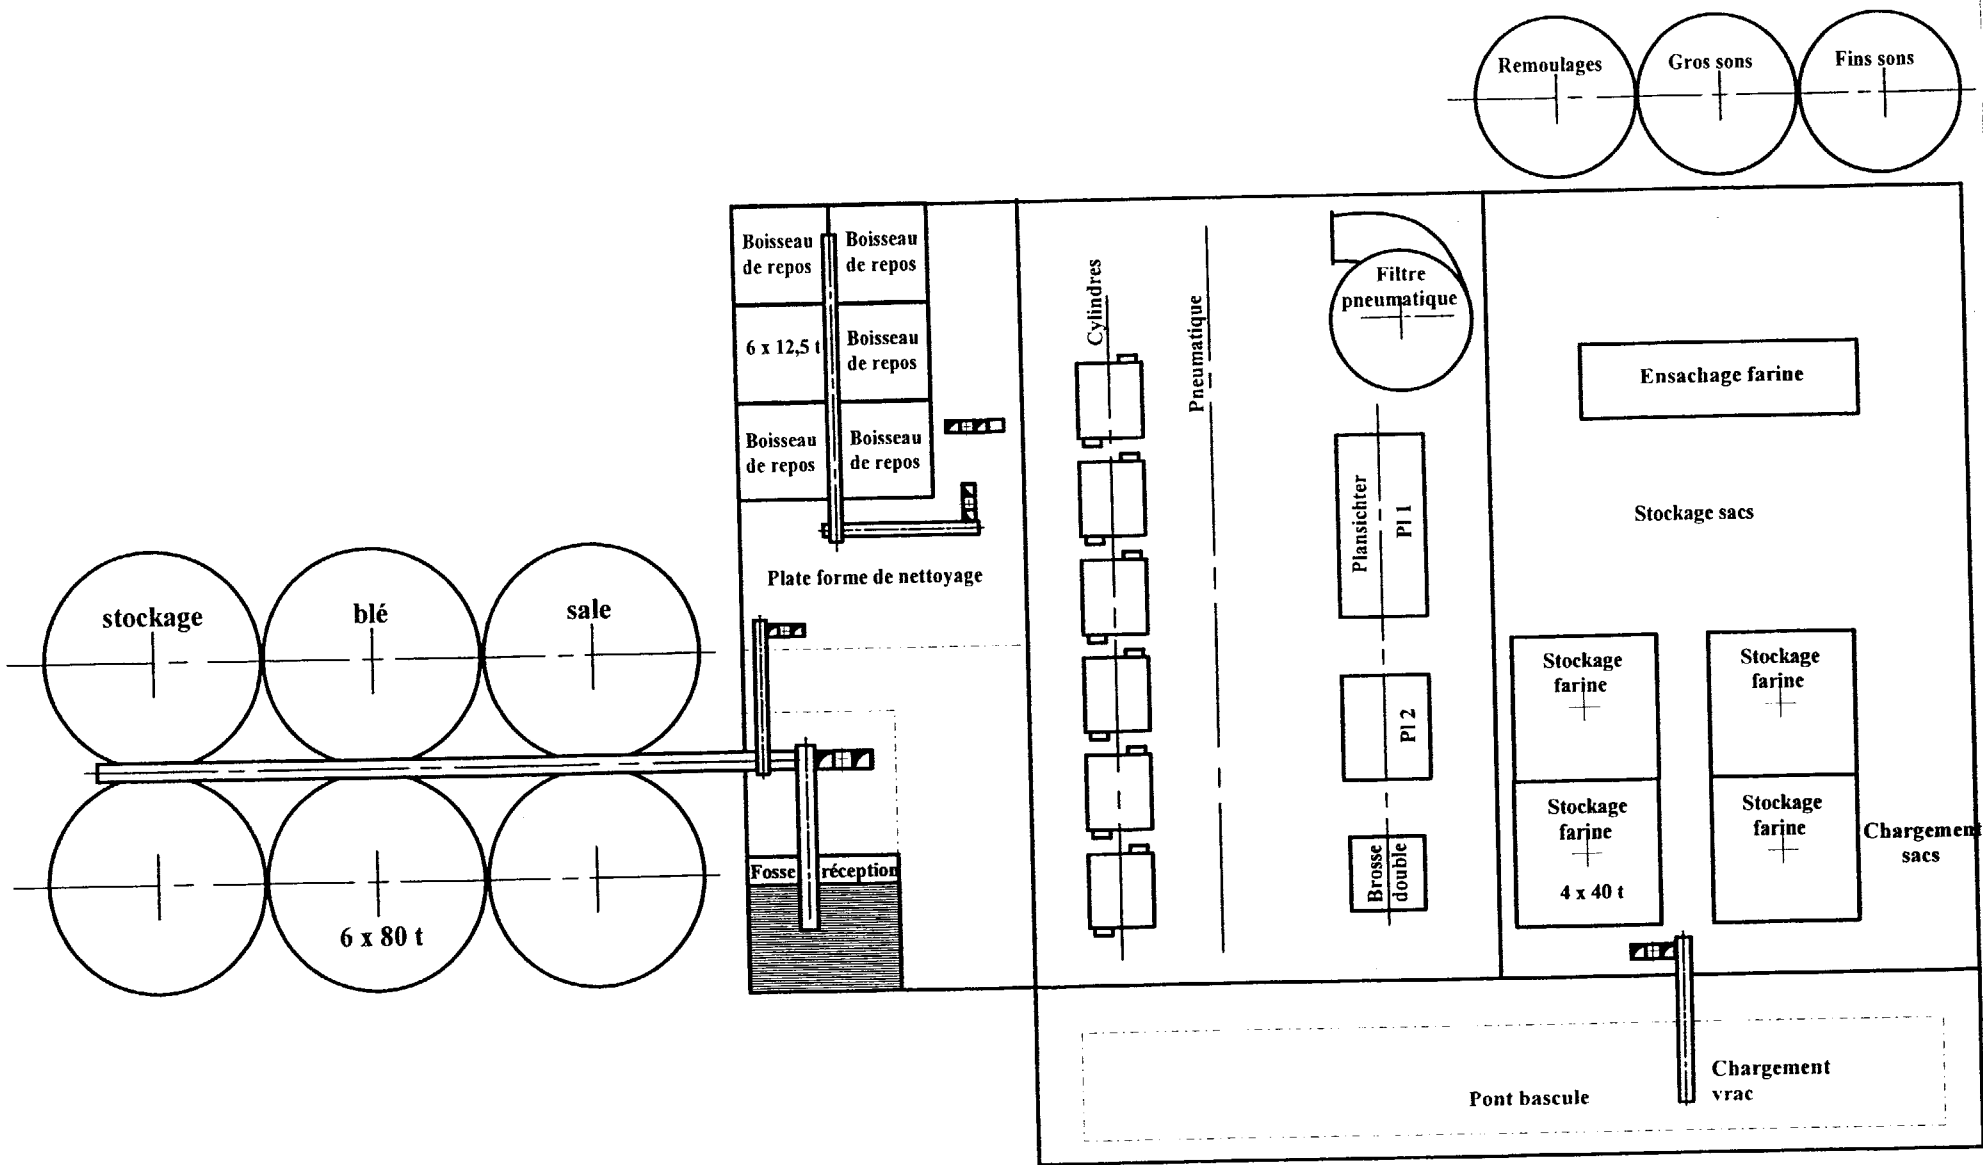 Remoulages
Gros sons
Fins sons
Boisseau
de repos
Boisseau
de repos
6 x 12,5 t
Boisseau
de repos
Boisseau
de repos
Boisseau
de repos
Plate forme de nettoyage
Cylindres
Pneumatique
Filtre
pneumatique
Plansichter
Pl 1
Pl 2
Brosse
double
Ensachage farine
Stockage sacs
stockage
blé
sale
6 x 80 t
Fosse réception
Stockage
farine
Stockage
farine
Stockage
farine
4 x 40 t
Stockage
farine
Chargement
sacs
Chargement
vrac
Pont bascule